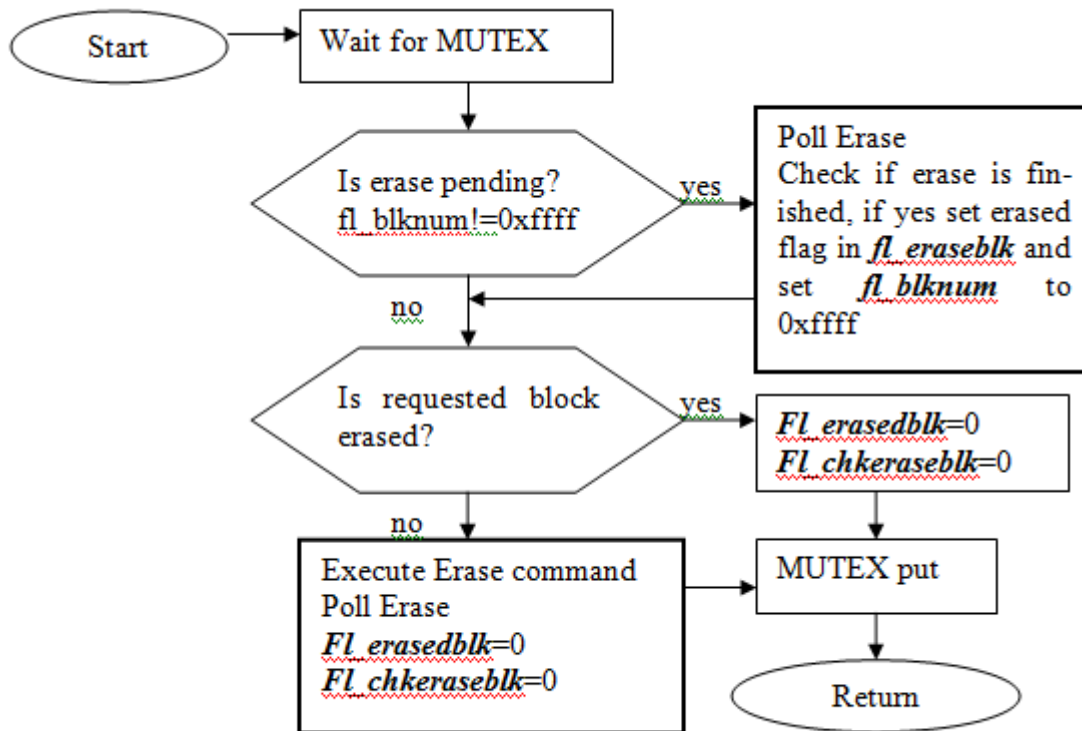 Start
Wait for MUTEX
Is erase pending?
fl_blknum!=0xffff
yes
Poll Erase
Check if erase is fin-
ished, if yes set erased
flag in fl_eraseblk and
set fl_blknum to
0xffff
no
Is requested block
erased?
yes
Fl_erasedblk=0
Fl_chkeraseblk=0
no
Execute Erase command
Poll Erase
Fl_erasedblk=0
Fl_chkeraseblk=0
MUTEX put
Return